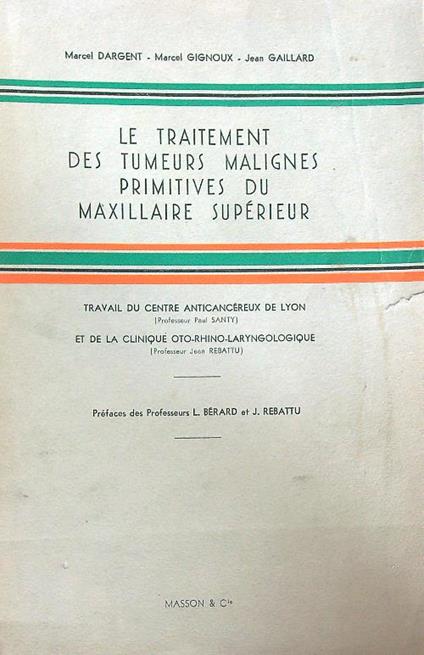 Marcel DARGENT - Marcel GIGNOUX - Jean GAILLARD
LE TRAITEMENT
DES TUMEURS MALIGNES
PRIMITIVES DU
MAXILLAIRE SUPÉRIEUR
TRAVAIL DU CENTRE ANTICANCÉREUX DE LYON
(Professeur Paul SANTY)
ET DE LA CLINIQUE OTO-RHINO-LARYNGOLOGIQUE
(Professeur Jean REBATTU)
Préfaces des Professeurs L. BÉRARD et J. REBATTU
MASSON & Cie